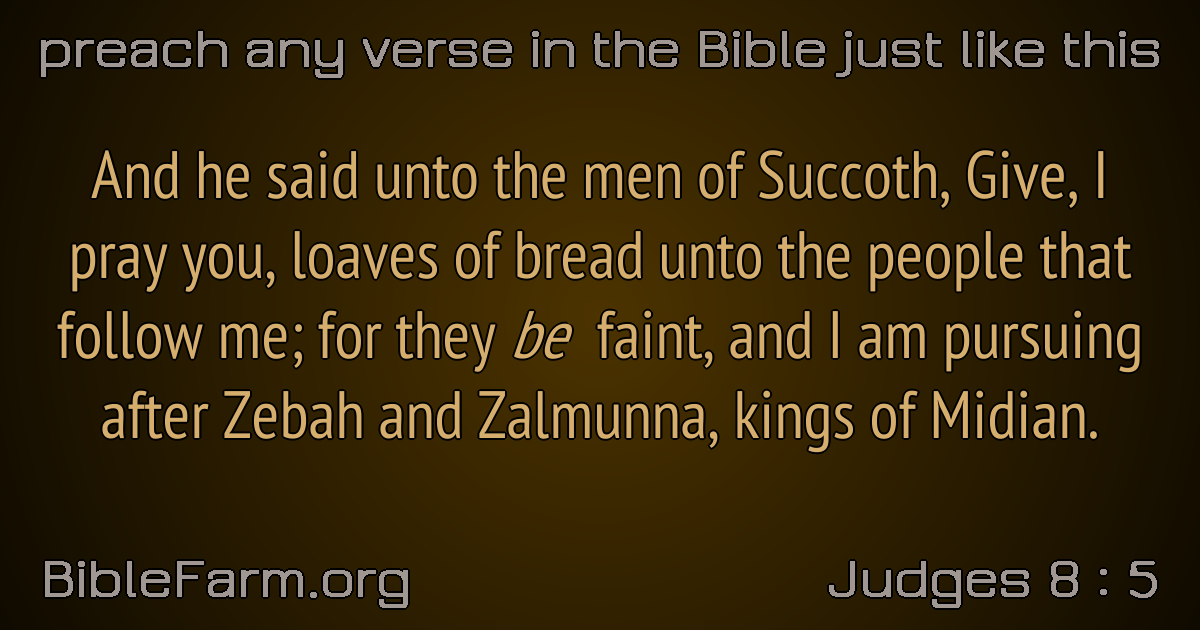 preach any verse in the Bible just like this
And he said unto the men of Succoth, Give, I
pray you, loaves of bread unto the people that
follow me; for they be faint, and I am pursuing
after Zebah and Zalmunna, kings of Midian.
BibleFarm.org
Judges 8 : 5